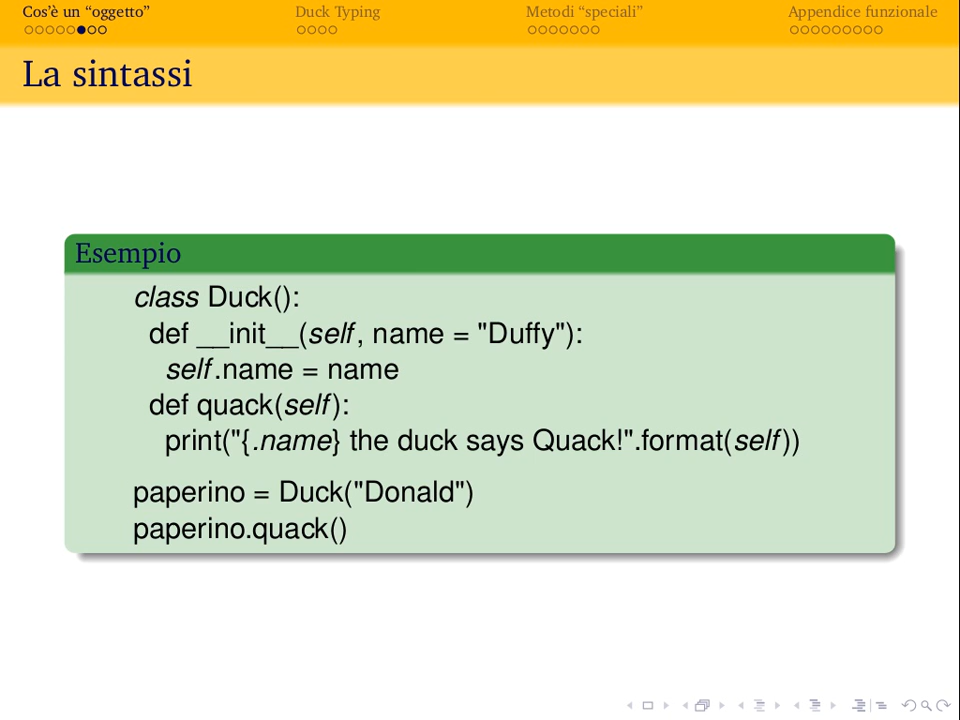 Cos'è un “oggetto” Duck Typing Metodi “speciali” Appendice funzionale
La sintassi
Esempio
class Duck():
def __init__(self, name = "Duffy"):
self.name = name
def quack(self):
print("{.name} the duck says Quack!".format(self))
paperino = Duck("Donald")
paperino.quack()